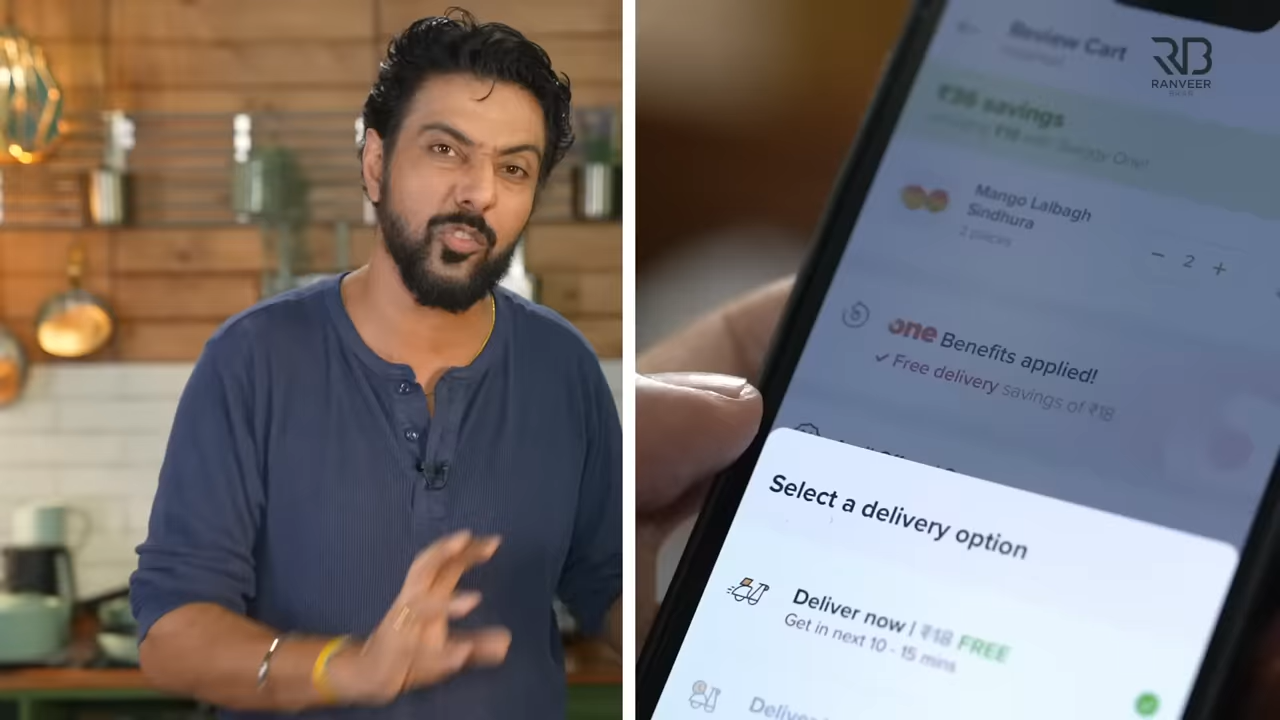 Review Cart
RANVEER
BRAR
₹36 savings
Mango Lalbagh
Sindhura
2 pieces
− 2 +
one Benefits applied!
✓ Free delivery savings of ₹18
Select a delivery option
Deliver now | ₹18 FREE
Get in next 10 - 15 mins